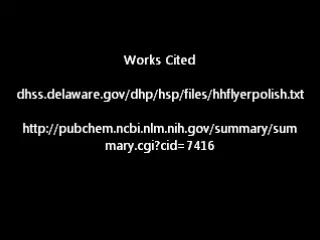 Works Cited
dhss.delaware.gov/dhp/hsp/files/hhflyerpolish.txt
http://pubchem.ncbi.nlm.nih.gov/summary/sum
mary.cgi?cid=7416